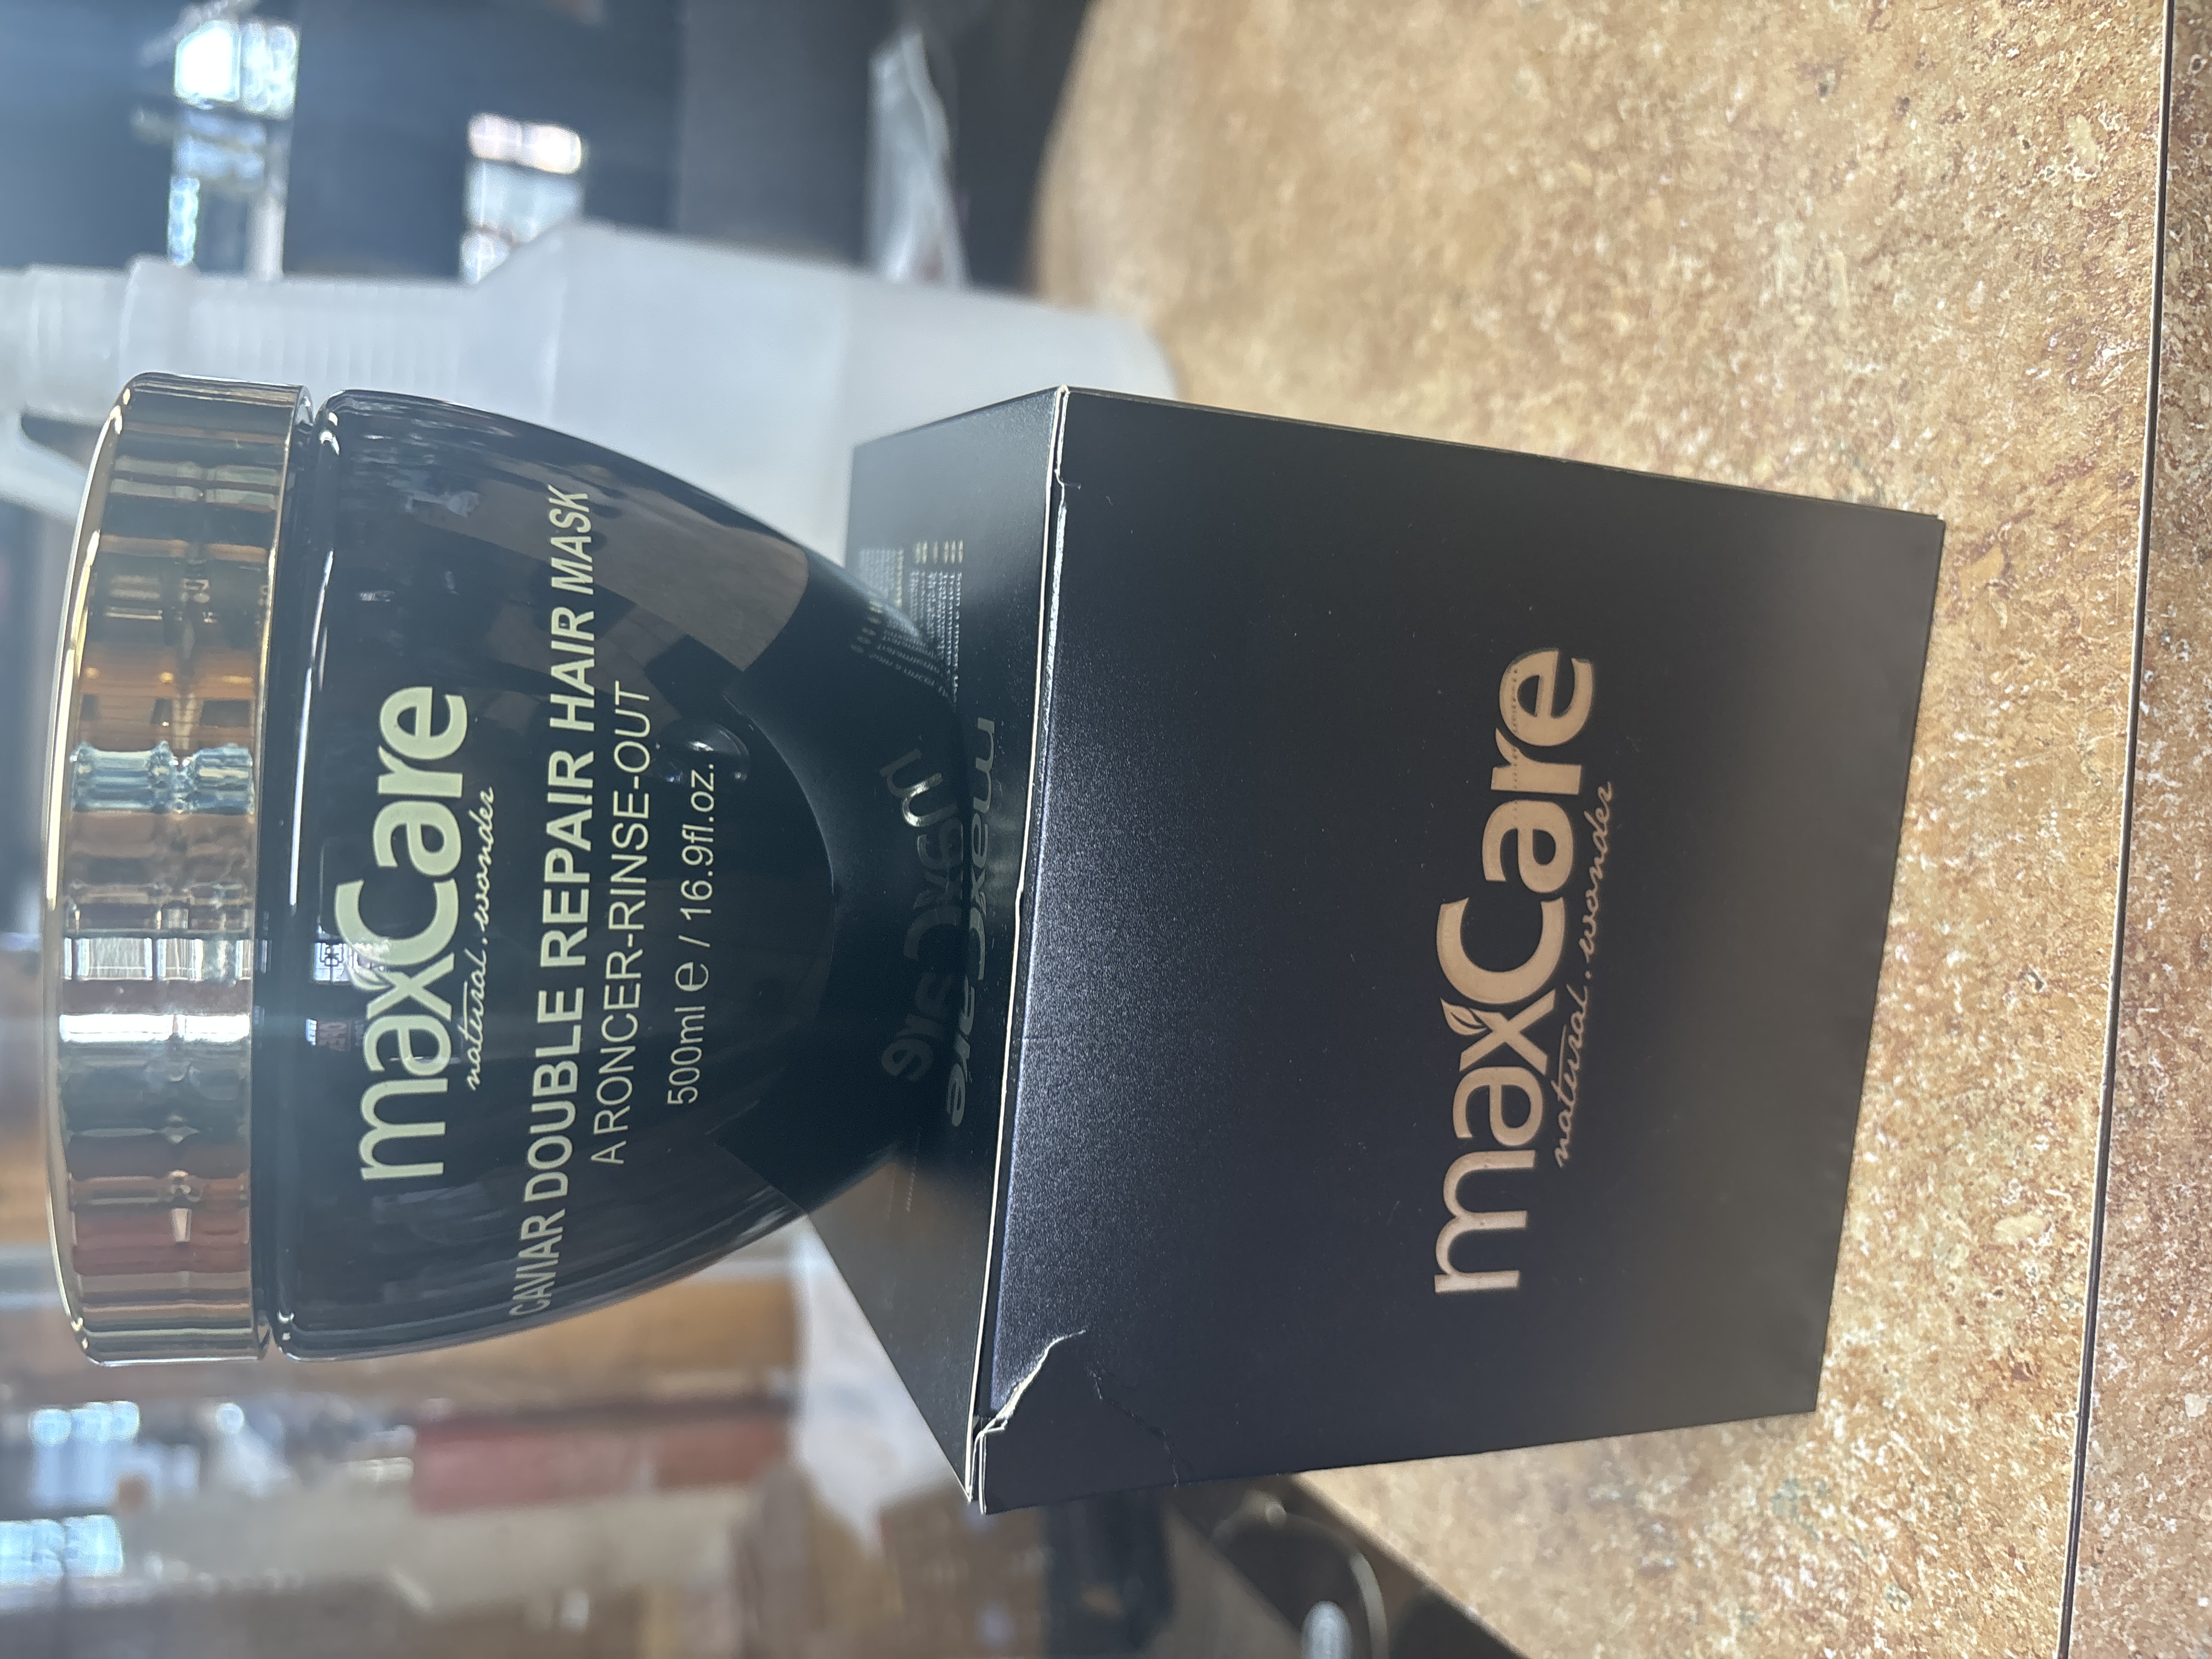 maxCare
natural.wonder
CAVIAR DOUBLE REPAIR HAIR MASK
A RONCER-RINSE-OUT
500ml e / 16.9fl.oz.
maxCare
maxCare
natural.wonder